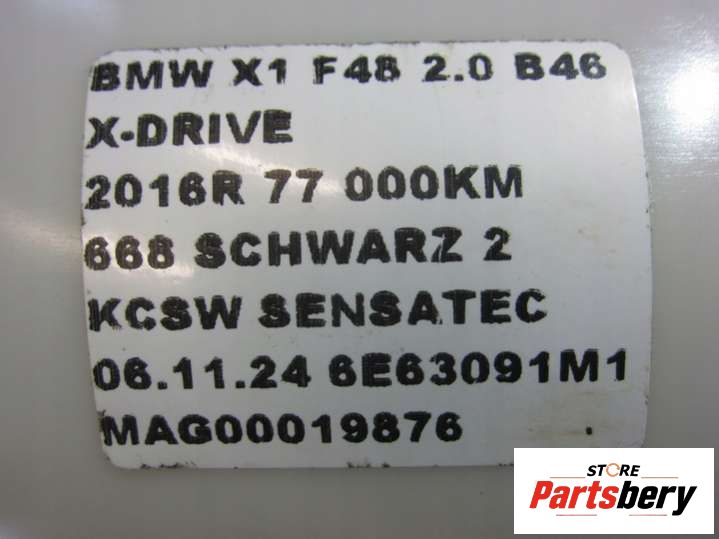 BMW X1 F48 2.0 B46
X-DRIVE
2016R 77 000KM
668 SCHWARZ 2
KCSW SENSATEC
06.11.24 6E63091M1
MAG00019876
STORE
Partsbery